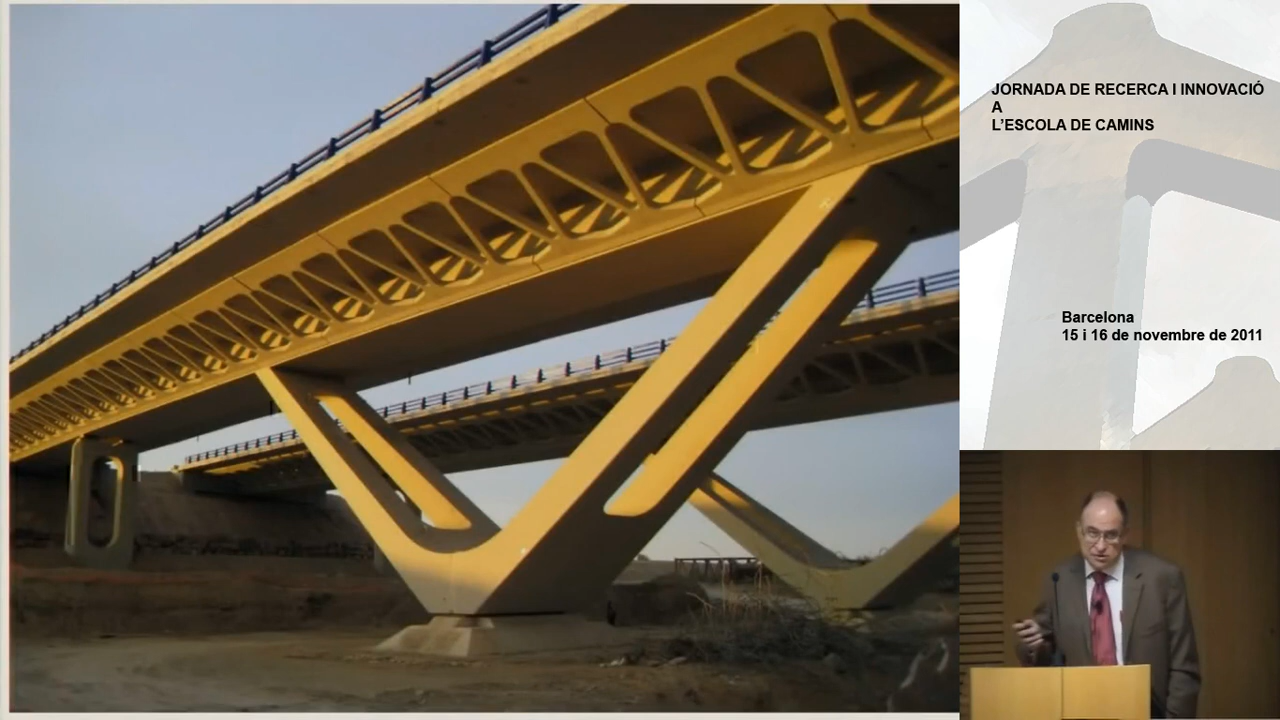 JORNADA DE RECERCA I INNOVACIÓ
A
L'ESCOLA DE CAMINS
Barcelona
15 i 16 de novembre de 2011